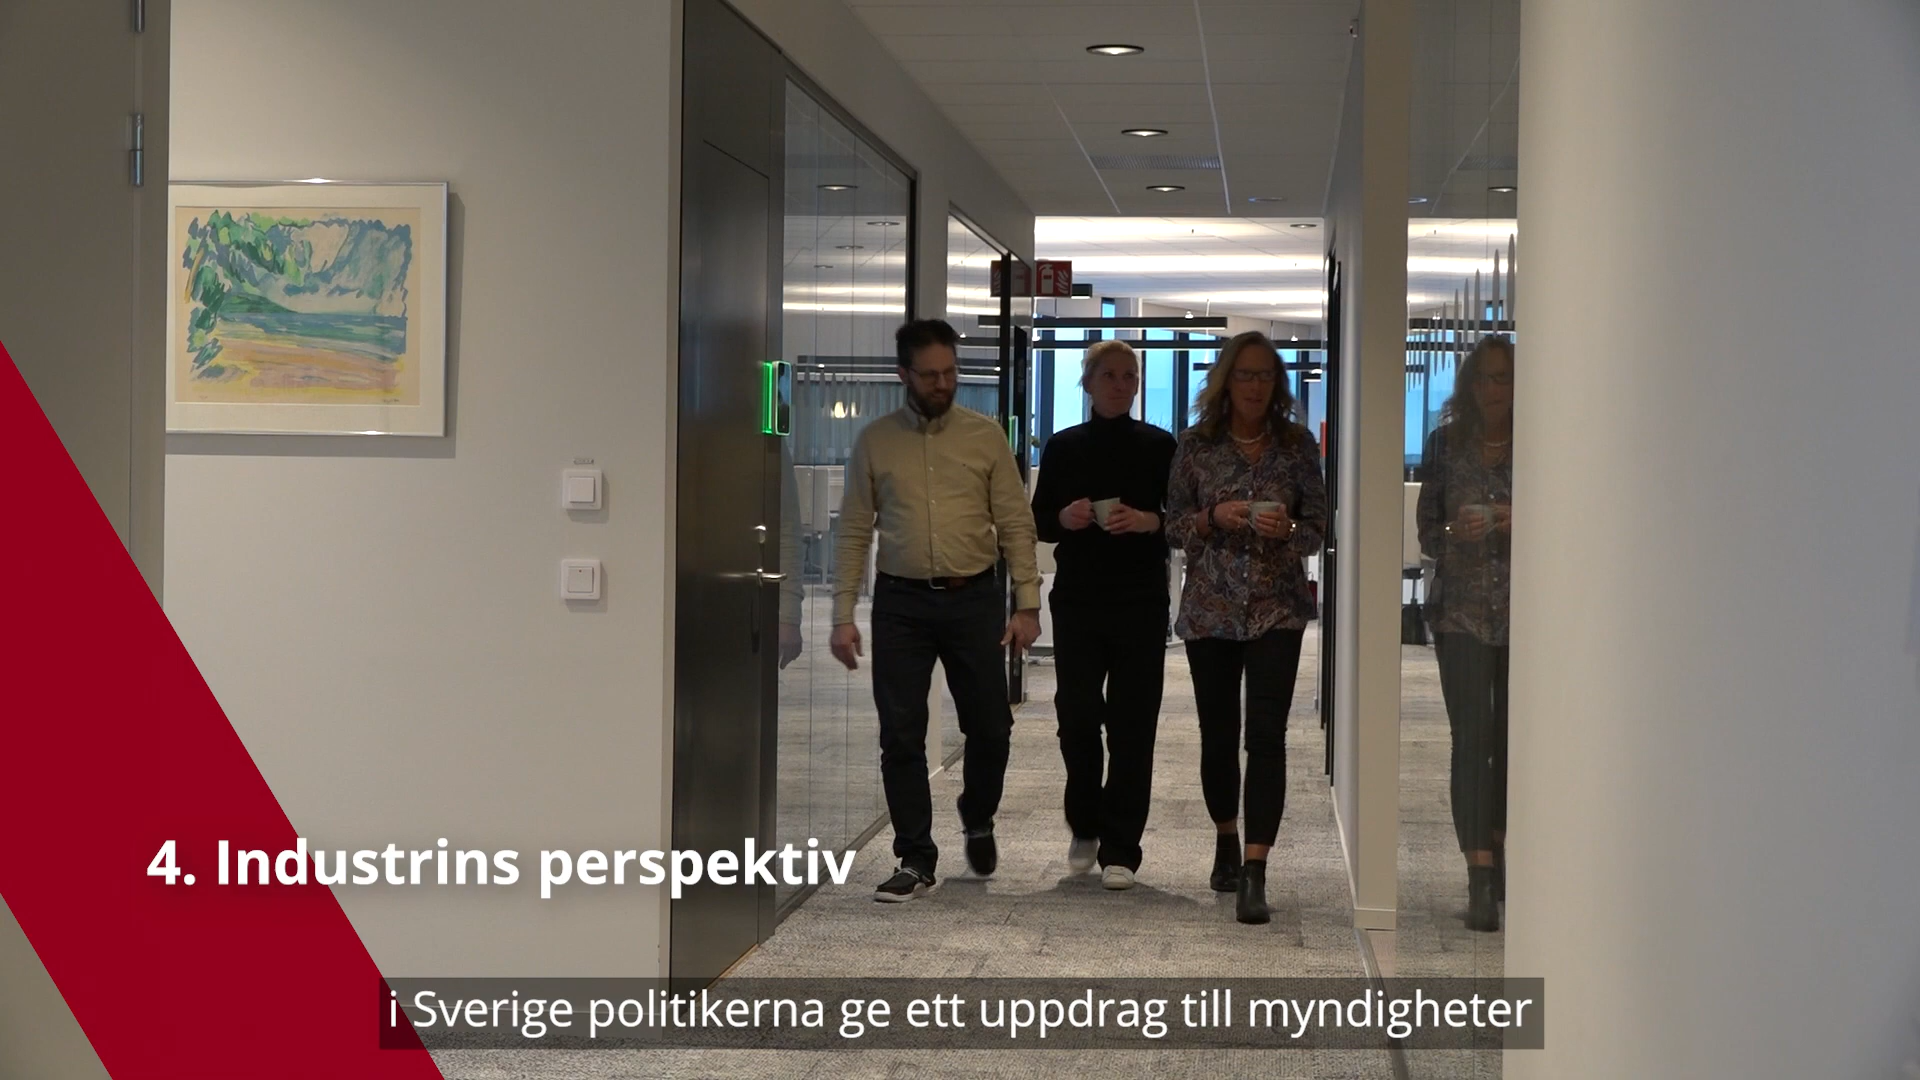 4. Industrins perspektiv
i Sverige politikerna ge ett uppdrag till myndigheter